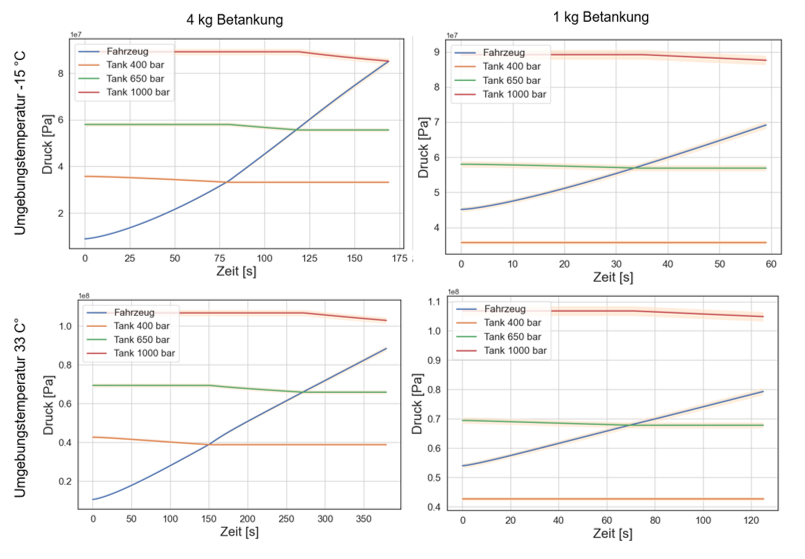 4 kg Betankung
1 kg Betankung
Umgebungstemperatur -15 °C
1e7
Fahrzeug
Tank 400 bar
Tank 650 bar
Tank 1000 bar
8
6
4
2
Druck [Pa]
0 25 50 75 100 125 150 175
Zeit [s]
1e7
Fahrzeug
Tank 400 bar
Tank 650 bar
Tank 1000 bar
9
8
7
6
5
4
Druck [Pa]
0 10 20 30 40 50 60
Zeit [s]
Umgebungstemperatur 33 C°
1e8
Fahrzeug
Tank 400 bar
Tank 650 bar
Tank 1000 bar
1.0
0.8
0.6
0.4
0.2
Druck [Pa]
0 50 100 150 200 250 300 350
Zeit [s]
1e8
Fahrzeug
Tank 400 bar
Tank 650 bar
Tank 1000 bar
1.1
1.0
0.9
0.8
0.7
0.6
0.5
0.4
Druck [Pa]
0 20 40 60 80 100 120
Zeit [s]